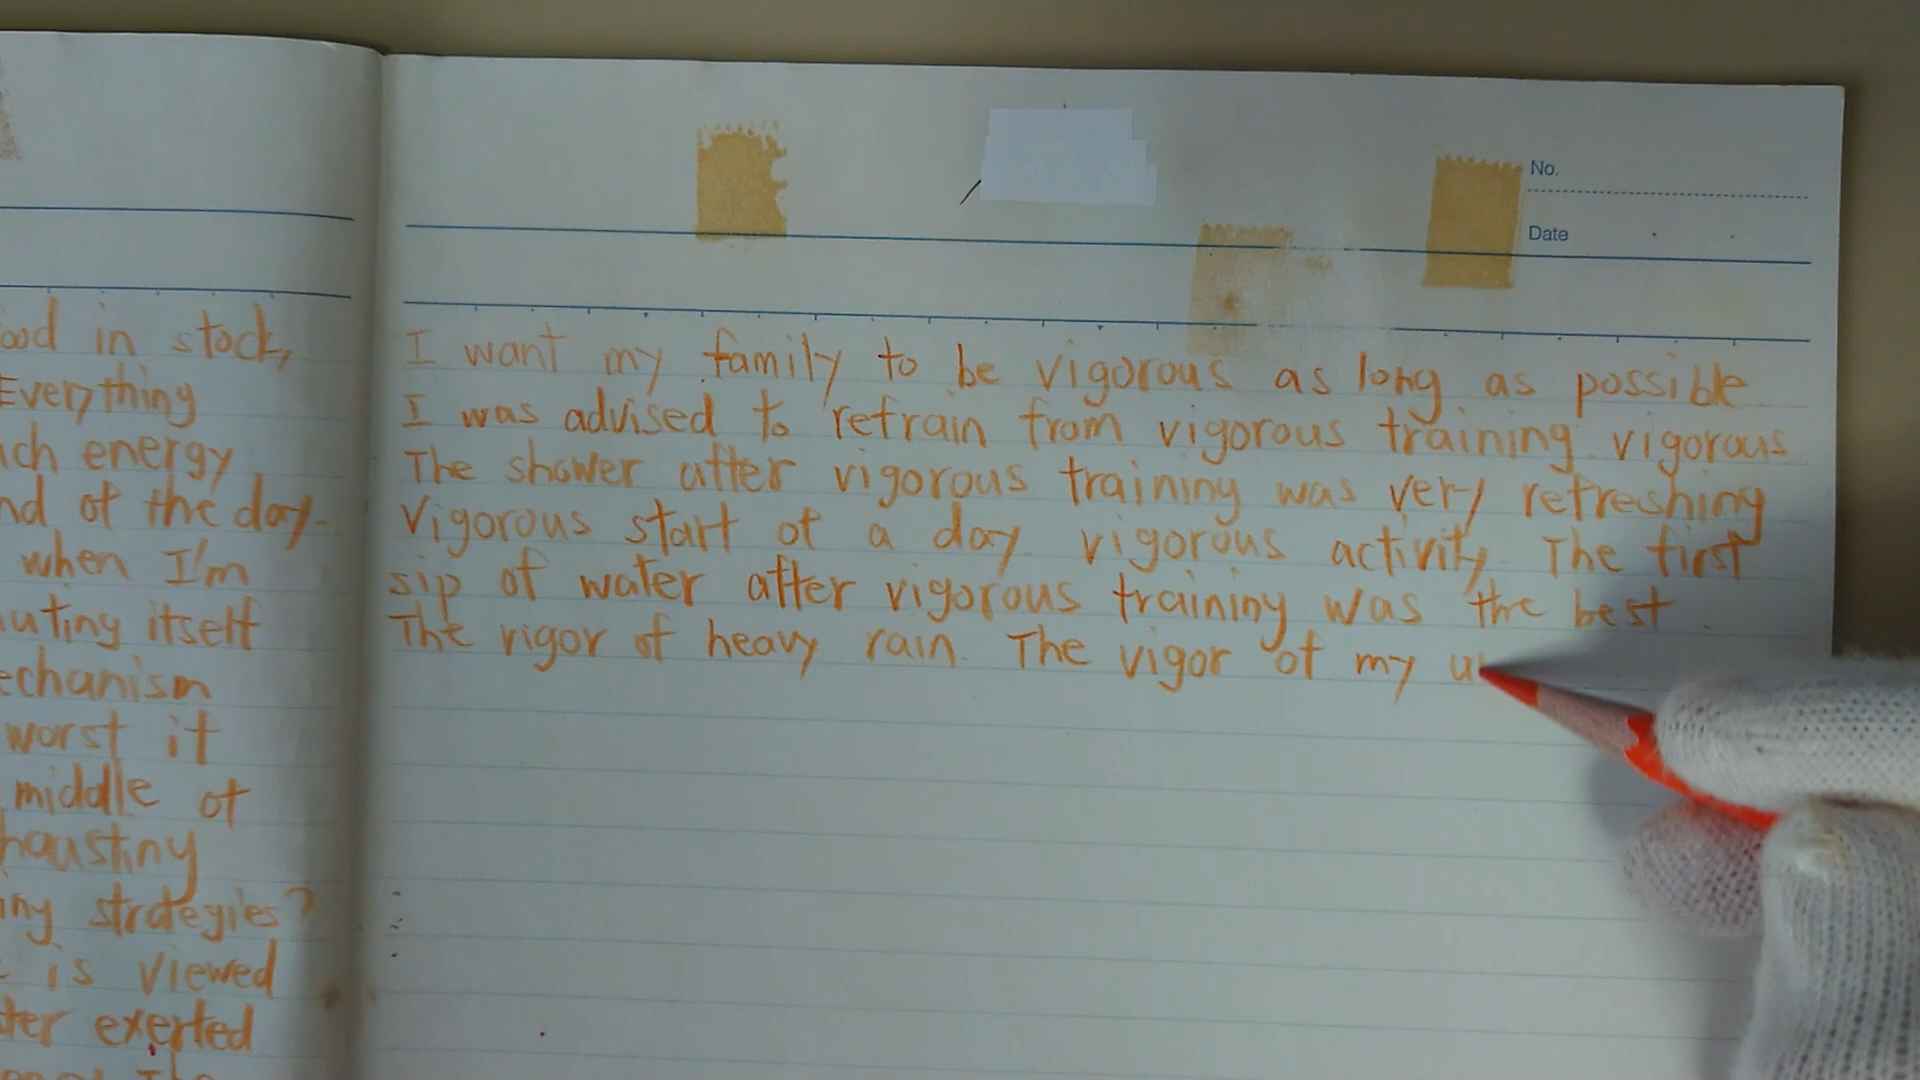 ood in stock,
Everything
ch energy
nd of the day.
when I'm
uting itself
echanism
worst it
middle of
haustiny
iny strategies?
is viewed
ter exerted
No.
Date
I want my family to be vigorous as long as possible
I was advised to refrain from vigorous training. vigorous
The shower after vigorous training was very refreshing
Vigorous start of a day vigorous activity. The first
sip of water after vigorous training was the best.
The vigor of heavy rain. The vigor of my u